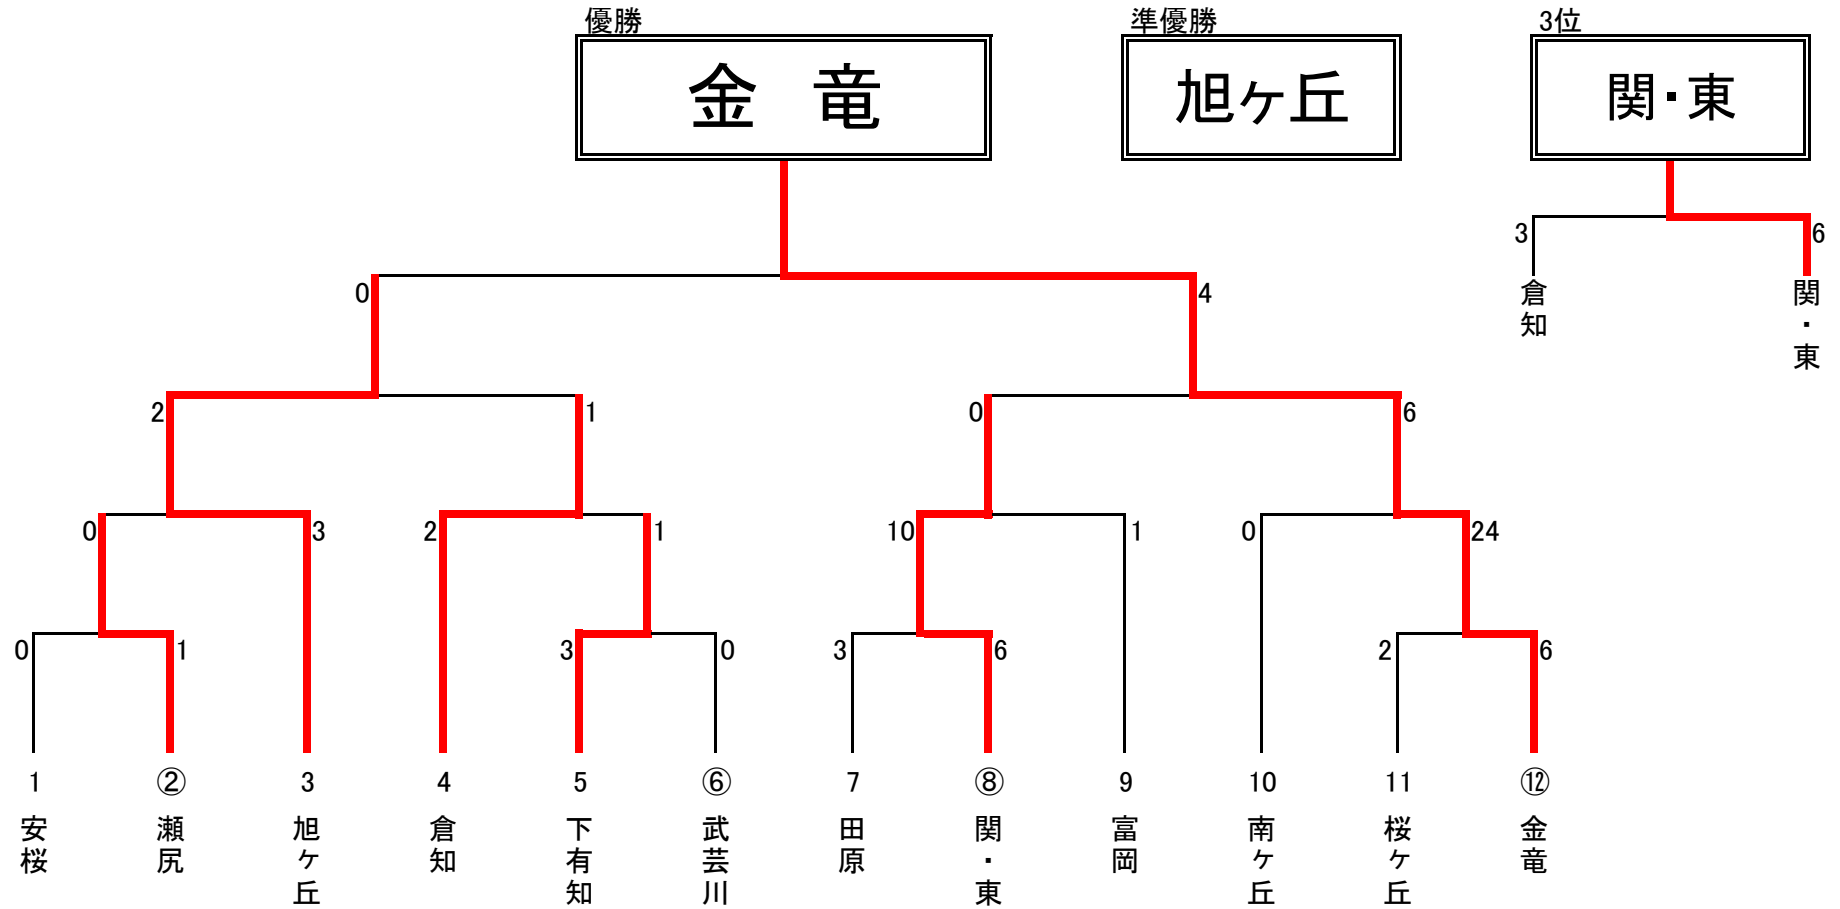 優勝
準優勝
3位
金　竜
旭ヶ丘
関・東
3
6
倉知
関・東
0
4
2
1
0
6
0
3
2
1
10
1
0
24
0
1
3
0
3
6
2
6
1
②
3
4
5
⑥
7
⑧
9
10
11
⑫
安桜
瀬尻
旭ヶ丘
倉知
下有知
武芸川
田原
関・東
富岡
南ヶ丘
桜ヶ丘
金竜